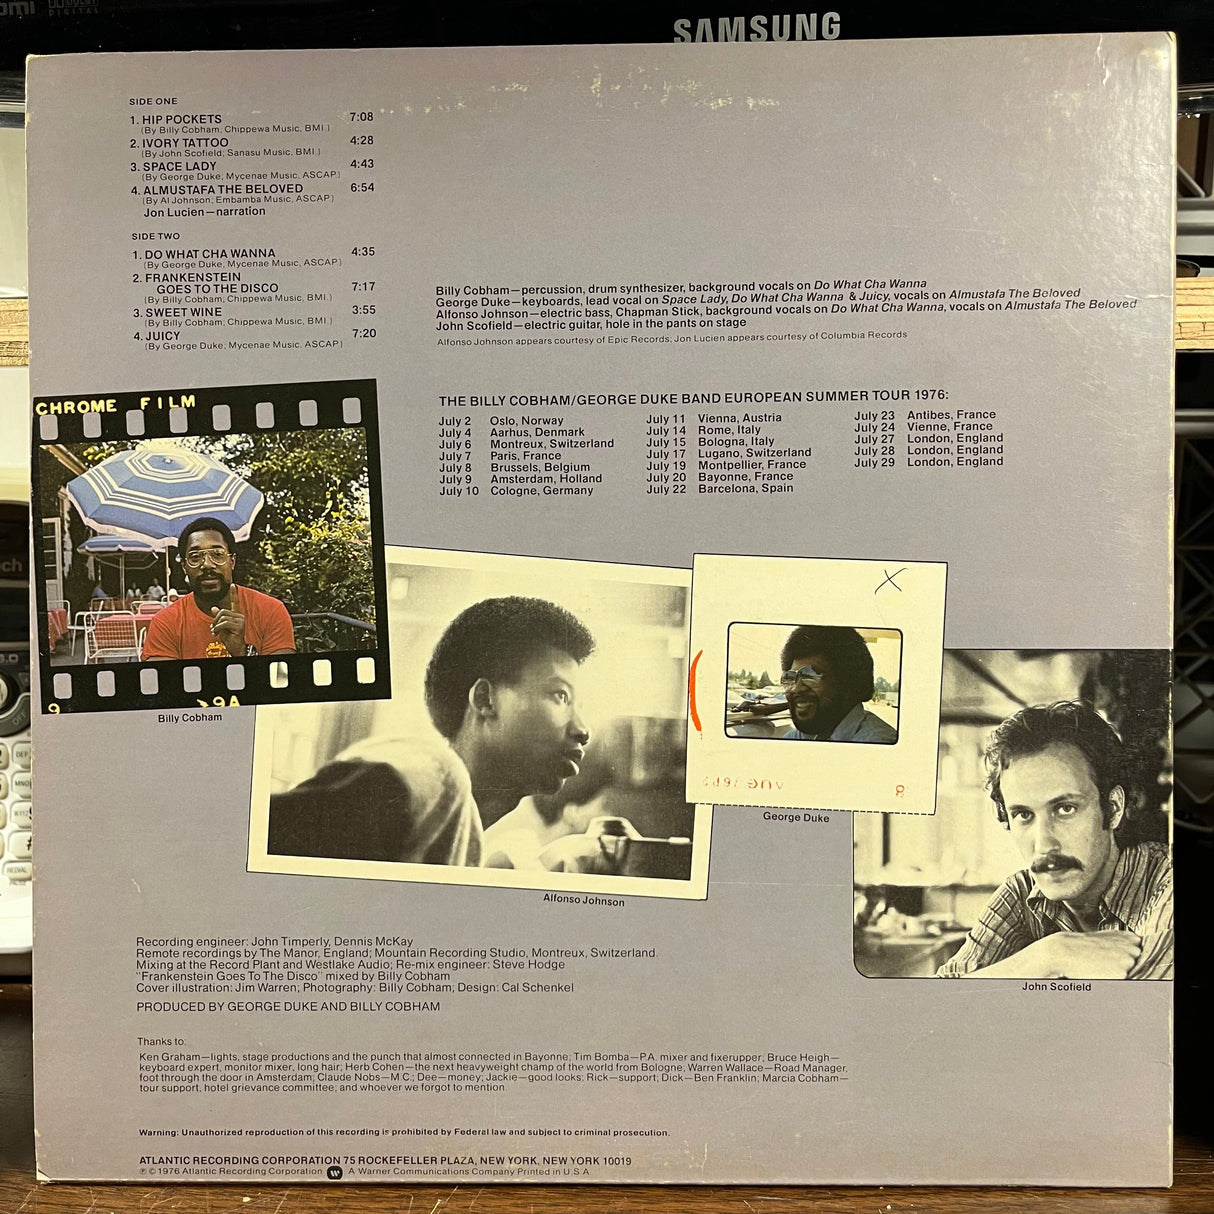 SAMSUNG
SIDE ONE
1. HIP POCKETS 7:08
(By Billy Cobham, Chippewa Music, BMI.)
2. IVORY TATTOO 4:28
(By John Scofield, Sanasu Music, BMI.)
3. SPACE LADY 4:43
(By George Duke, Mycenae Music, ASCAP.)
4. ALMUSTAFA THE BELOVED 6:54
(By Al Johnson, Embamba Music, ASCAP.)
Jon Lucien—narration
SIDE TWO
1. DO WHAT CHA WANNA 4:35
(By George Duke, Mycenae Music, ASCAP.)
2. FRANKENSTEIN
GOES TO THE DISCO 7:17
(By Billy Cobham, Chippewa Music, BMI.)
3. SWEET WINE 3:55
(By Billy Cobham, Chippewa Music, BMI.)
4. JUICY 7:20
(By George Duke, Mycenae Music, ASCAP.)
Billy Cobham—percussion, drum synthesizer, background vocals on Do What Cha Wanna
George Duke—keyboards, lead vocal on Space Lady, Do What Cha Wanna & Juicy, vocals on Almustafa The Beloved
Alfonso Johnson—electric bass, Chapman Stick, background vocals on Do What Cha Wanna, vocals on Almustafa The Beloved
John Scofield—electric guitar, hole in the pants on stage
Alfonso Johnson appears courtesy of Epic Records; Jon Lucien appears courtesy of Columbia Records
THE BILLY COBHAM/GEORGE DUKE BAND EUROPEAN SUMMER TOUR 1976:
July 2 Oslo, Norway
July 4 Aarhus, Denmark
July 6 Montreux, Switzerland
July 7 Paris, France
July 8 Brussels, Belgium
July 9 Amsterdam, Holland
July 10 Cologne, Germany
July 11 Vienna, Austria
July 14 Rome, Italy
July 15 Bologna, Italy
July 17 Lugano, Switzerland
July 19 Montpellier, France
July 20 Bayonne, France
July 22 Barcelona, Spain
July 23 Antibes, France
July 24 Vienne, France
July 27 London, England
July 28 London, England
July 29 London, England
CHROME FILM
9 9A
Billy Cobham
X
AUG 76P2
8
George Duke
Alfonso Johnson
John Scofield
Recording engineer: John Timperly, Dennis McKay
Remote recordings by The Manor, England; Mountain Recording Studio, Montreux, Switzerland.
Mixing at the Record Plant and Westlake Audio; Re-mix engineer: Steve Hodge
"Frankenstein Goes To The Disco" mixed by Billy Cobham
Cover illustration: Jim Warren; Photography: Billy Cobham; Design: Cal Schenkel
PRODUCED BY GEORGE DUKE AND BILLY COBHAM
Thanks to:
Ken Graham—lights, stage productions and the punch that almost connected in Bayonne; Tim Bomba—P.A. mixer and fixerupper; Bruce Heigh—
keyboard expert, monitor mixer, long hair; Herb Cohen—the next heavyweight champ of the world from Bologne; Warren Wallace—Road Manager,
foot through the door in Amsterdam; Claude Nobs—M.C.; Dee—money; Jackie—good looks; Rick—support; Dick—Ben Franklin; Marcia Cobham—
tour support, hotel grievance committee; and whoever we forgot to mention.
Warning: Unauthorized reproduction of this recording is prohibited by Federal law and subject to criminal prosecution.
ATLANTIC RECORDING CORPORATION 75 ROCKEFELLER PLAZA, NEW YORK, NEW YORK 10019
℗ © 1976 Atlantic Recording Corporation A Warner Communications Company Printed in U.S.A.